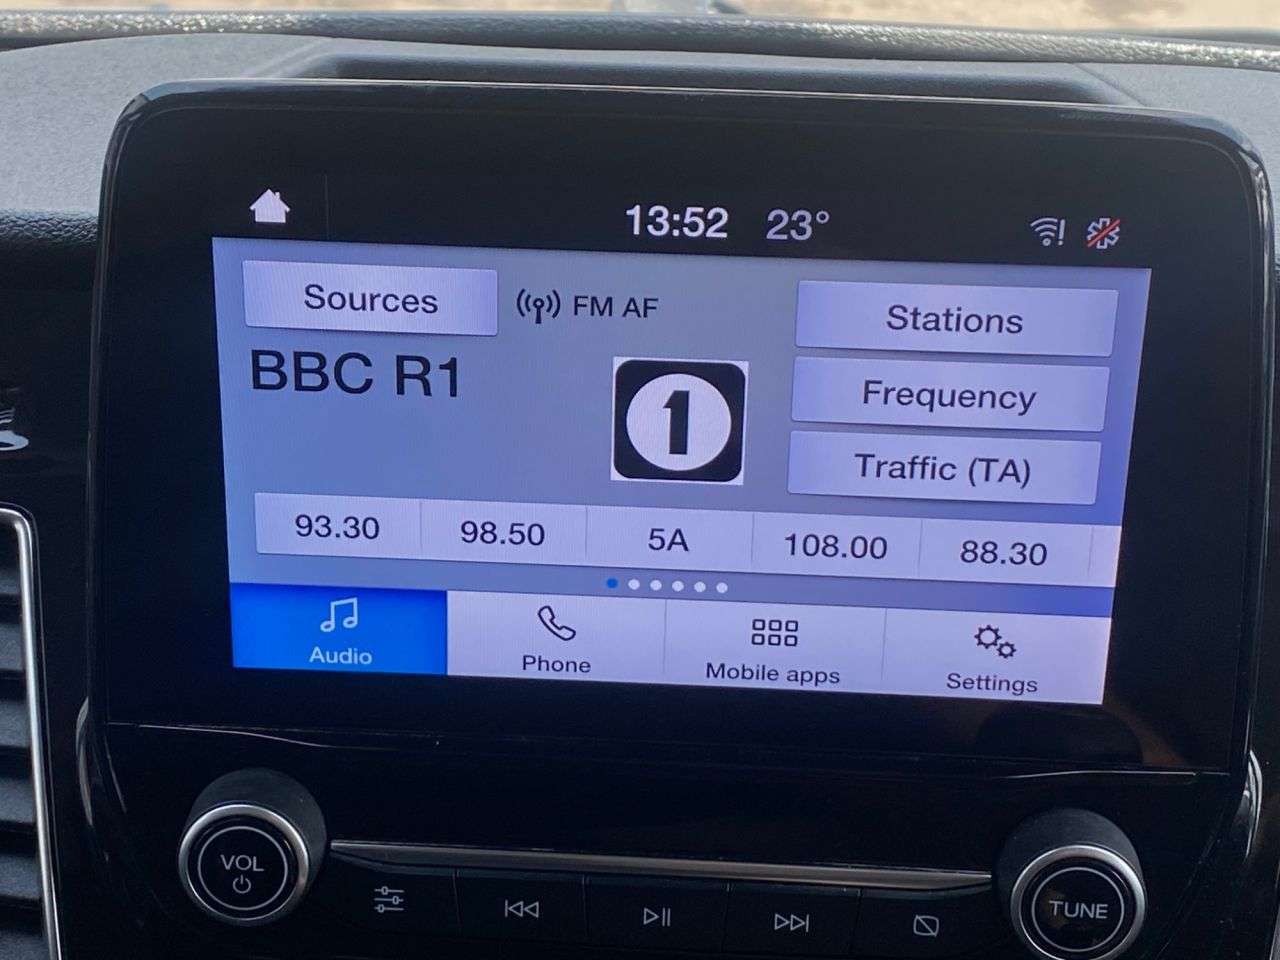 13:52 23°
Sources
FM AF
Stations
BBC R1
1
Frequency
Traffic (TA)
93.30 98.50 5A 108.00 88.30
Audio Phone Mobile apps Settings
VOL
TUNE